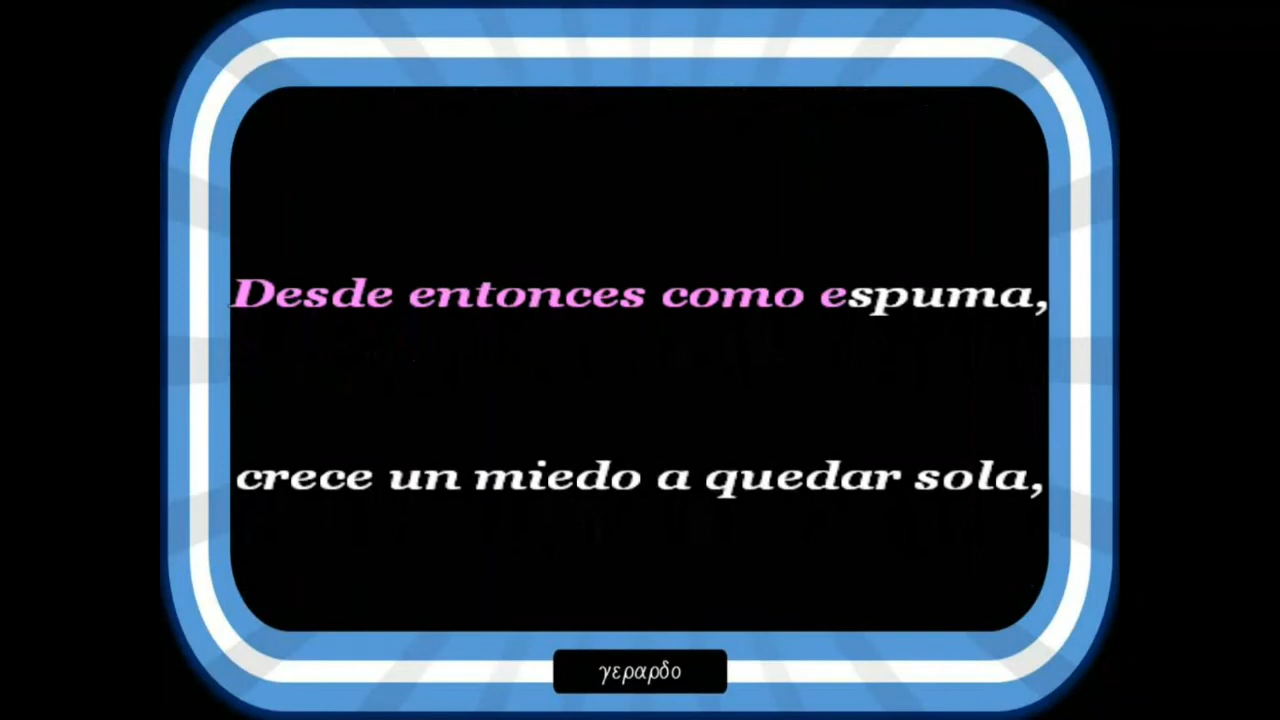 Desde entonces como espuma,
crece un miedo a quedar sola,
γεραρδο